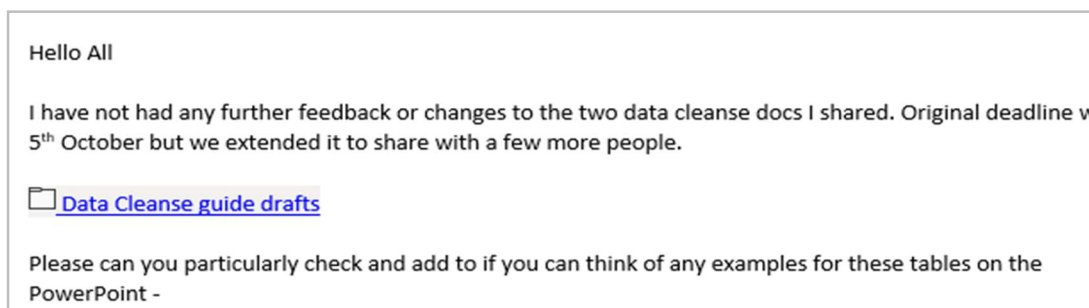 Hello All
I have not had any further feedback or changes to the two data cleanse docs I shared. Original deadline
5th October but we extended it to share with a few more people.
Data Cleanse guide drafts
Please can you particularly check and add to if you can think of any examples for these tables on the
PowerPoint -